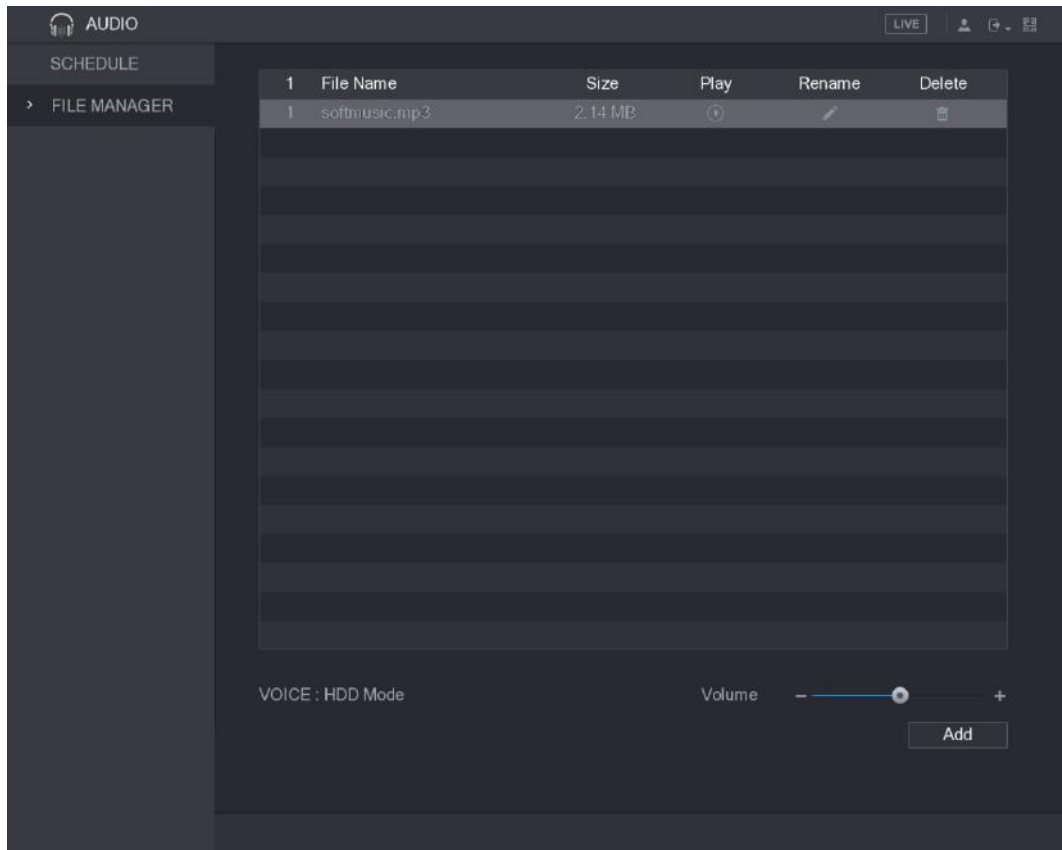 AUDIO LIVE
SCHEDULE
FILE MANAGER
1 File Name Size Play Rename Delete
1 softmusic.mp3 2.14 MB
VOICE : HDD Mode Volume - +
Add